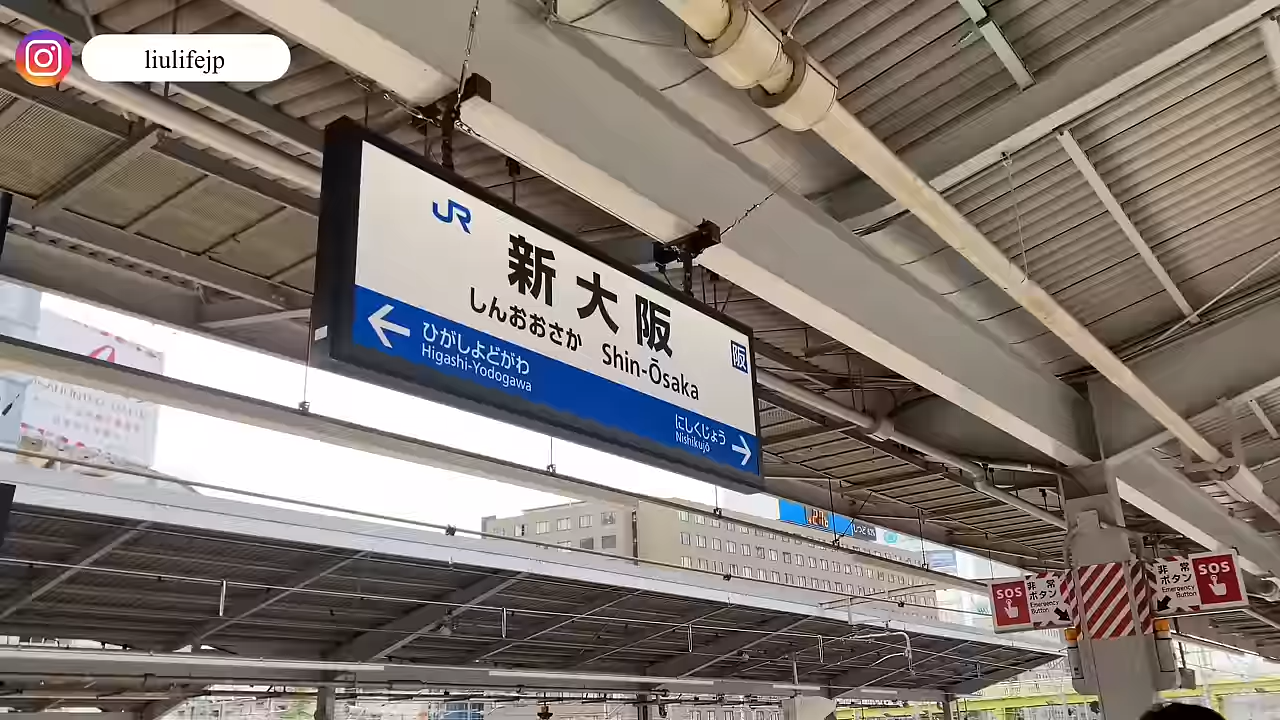 liulifejp
JR
新大阪
しんおおさか
Shin-Ōsaka
阪
ひがしよどがわ
Higashi-Yodogawa
にしくじょう
Nishikujō
SOS
非常
ボタン
Emergency
Button
非常
ボタン
Emergency
Button
SOS